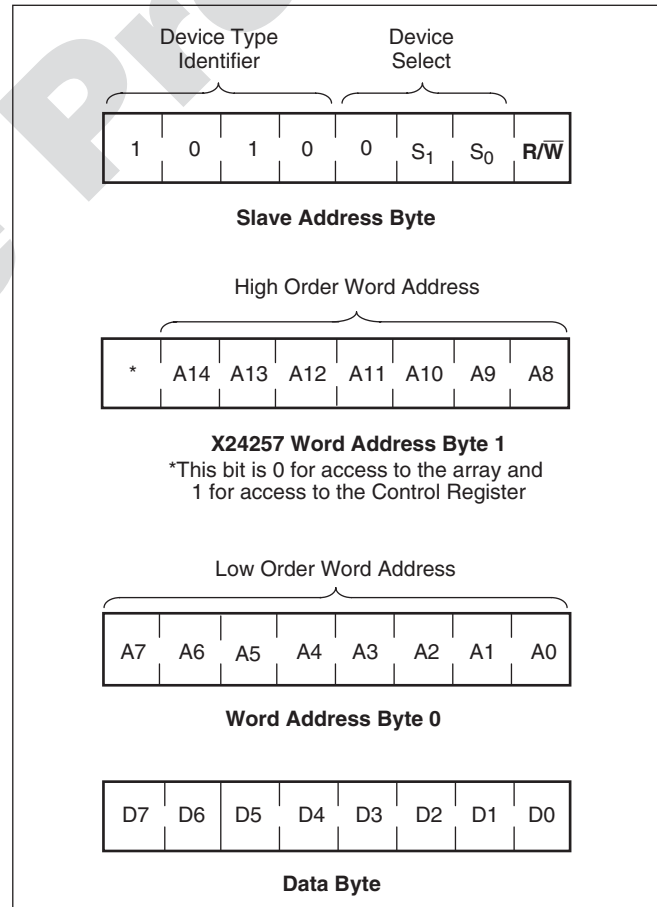 Device Type
Identifier
Device
Select
1 0 1 0 0 S1 S0 R/W̅
Slave Address Byte
High Order Word Address
* A14 A13 A12 A11 A10 A9 A8
X24257 Word Address Byte 1
*This bit is 0 for access to the array and
1 for access to the Control Register
Low Order Word Address
A7 A6 A5 A4 A3 A2 A1 A0
Word Address Byte 0
D7 D6 D5 D4 D3 D2 D1 D0
Data Byte